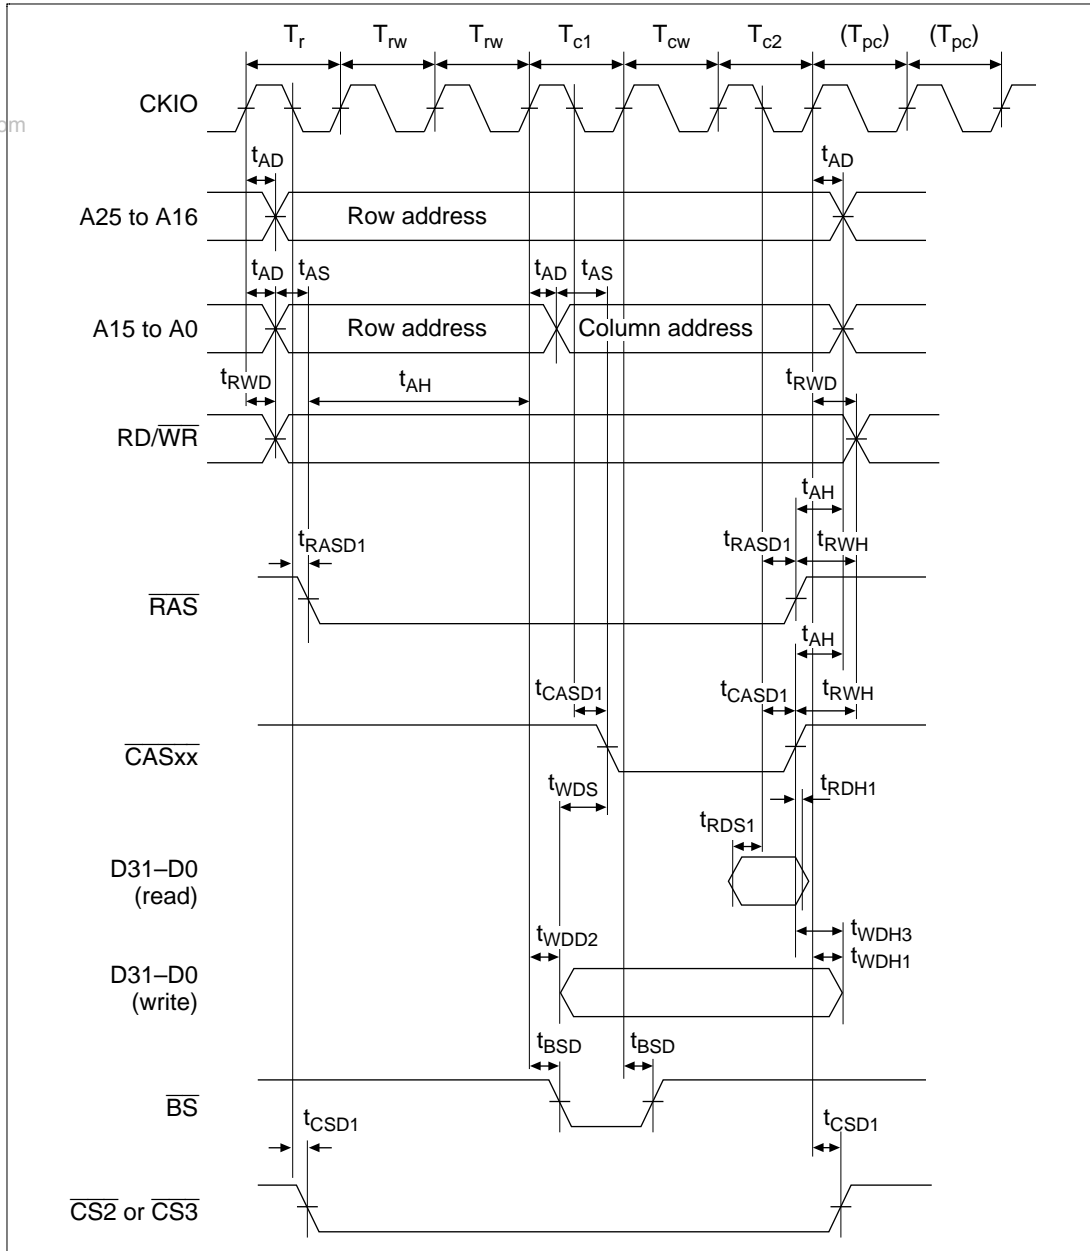 Tr Trw Trw Tc1 Tcw Tc2 (Tpc) (Tpc)
CKIO
om
tAD tAD
A25 to A16 Row address
tAD tAS tAD tAS
A15 to A0 Row address Column address
tRWD tAH tRWD
RD/WR
tAH
tRASD1 tRASD1 tRWH
RAS
tAH
tCASD1 tCASD1 tRWH
CASxx
tWDS tRDH1
tRDS1
D31–D0
(read)
tWDH3
tWDD2 tWDH1
D31–D0
(write)
tBSD tBSD
BS
tCSD1 tCSD1
CS2 or CS3